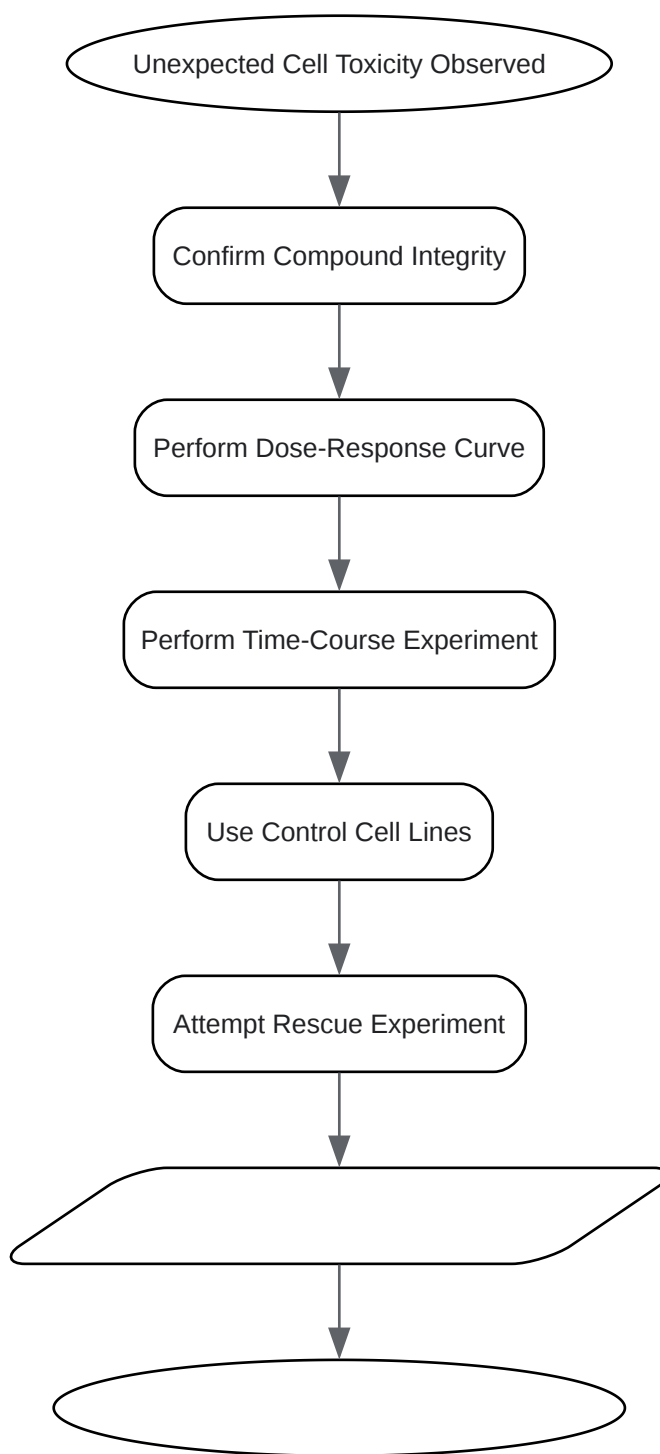 Unexpected Cell Toxicity Observed
Confirm Compound Integrity
Perform Dose-Response Curve
Perform Time-Course Experiment
Use Control Cell Lines
Attempt Rescue Experiment